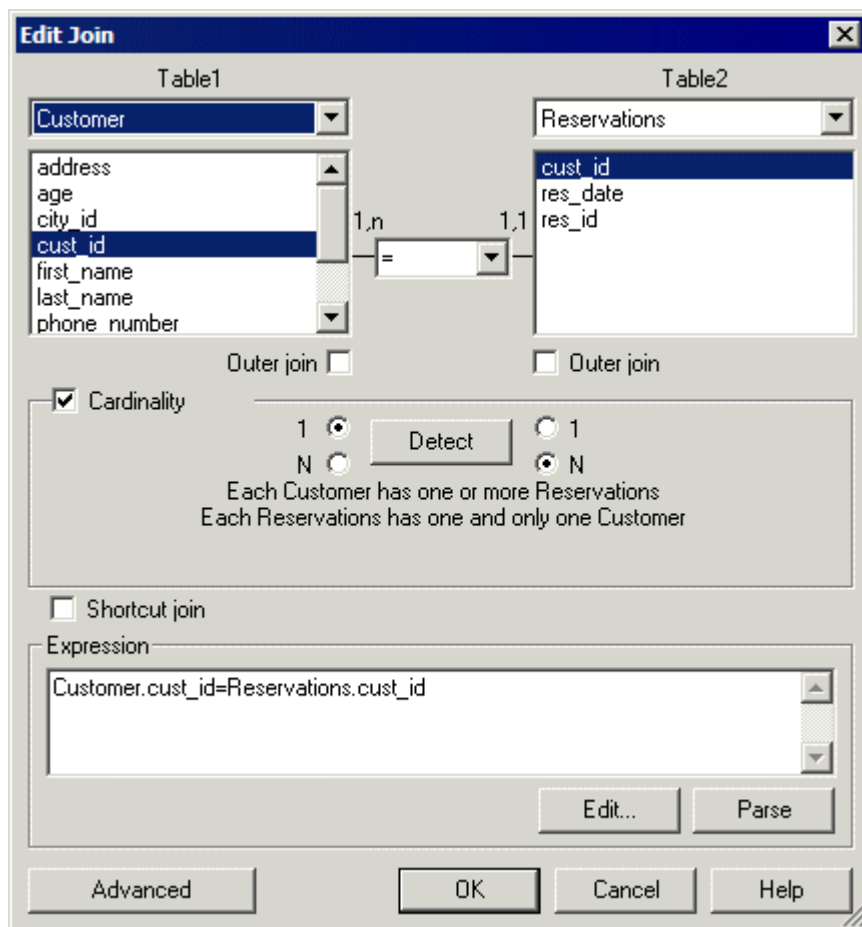 Edit Join
Table1 Table2
Customer Reservations
address
age
city_id
cust_id
first_name
last_name
phone_number
1,n
=
1,1
cust_id
res_date
res_id
Outer join Outer join
Cardinality
1 Detect 1
N N
Each Customer has one or more Reservations
Each Reservations has one and only one Customer
Shortcut join
Expression
Customer.cust_id=Reservations.cust_id
Edit... Parse
Advanced OK Cancel Help